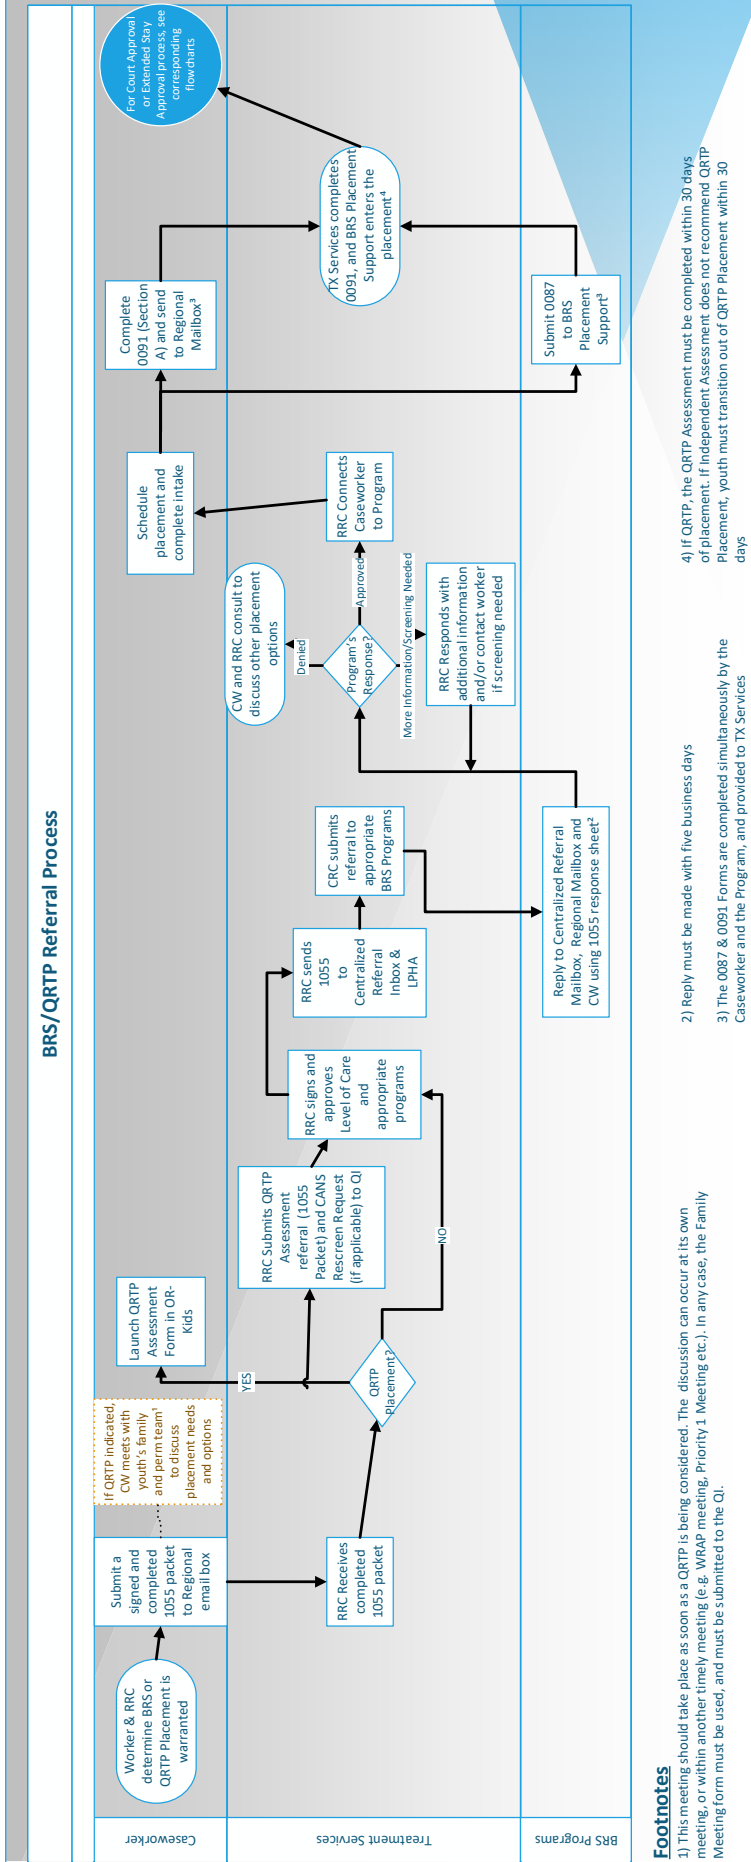 BRS/QRTP Referral Process
Caseworker
Treatment Services
BRS Programs
Worker & RRC
determine BRS or
QRTP Placement is
warranted
Submit a
signed and
completed
1055 packet
to Regional
email box
If QRTP indicated,
CW meets with
youth's family
and perm team¹
to discuss
placement needs
and options
RRC Receives
completed
1055 packet
QRTP
Placement?
YES
NO
Launch QRTP
Assessment
Form in OR-
Kids
RRC Submits QRTP
Assessment
referral (1055
Packet) and CANS
Rescreen Request
(if applicable) to QI
RRC signs and
approves
Level of Care
and
appropriate
programs
RRC sends
1055
to
Centralized
Referral
Inbox &
LPHA
CRC submits
referral to
appropriate
BRS Programs
Reply to Centralized Referral
Mailbox, Regional Mailbox and
CW using 1055 response sheet²
Program's
Response?
Denied
Approved
More Information/Screening Needed
CW and RRC consult to
discuss other placement
options
RRC Responds with
additional information
and/or contact worker
if screening needed
RRC Connects
Caseworker
to Program
Schedule
placement and
complete intake
Complete
0091 (Section
A) and send
to Regional
Mailbox³
Submit 0087
to BRS
Placement
Support³
TX Services completes
0091, and BRS Placement
Support enters the
placement⁴
For Court Approval
or Extended Stay
Approval process, see
corresponding
flowcharts
Footnotes
1) This meeting should take place as soon as a QRTP is being considered. The discussion can occur at its own
meeting, or within another timely meeting (e.g. WRAP meeting, Priority 1 Meeting etc.). In any case, the Family
Meeting form must be used, and must be submitted to the QI.
2) Reply must be made with five business days
3) The 0087 & 0091 Forms are completed simultaneously by the
Caseworker and the Program, and provided to TX Services
4) If QRTP, the QRTP Assessment must be completed within 30 days
of placement. If Independent Assessment does not recommend QRTP
Placement, youth must transition out of QRTP Placement within 30
days